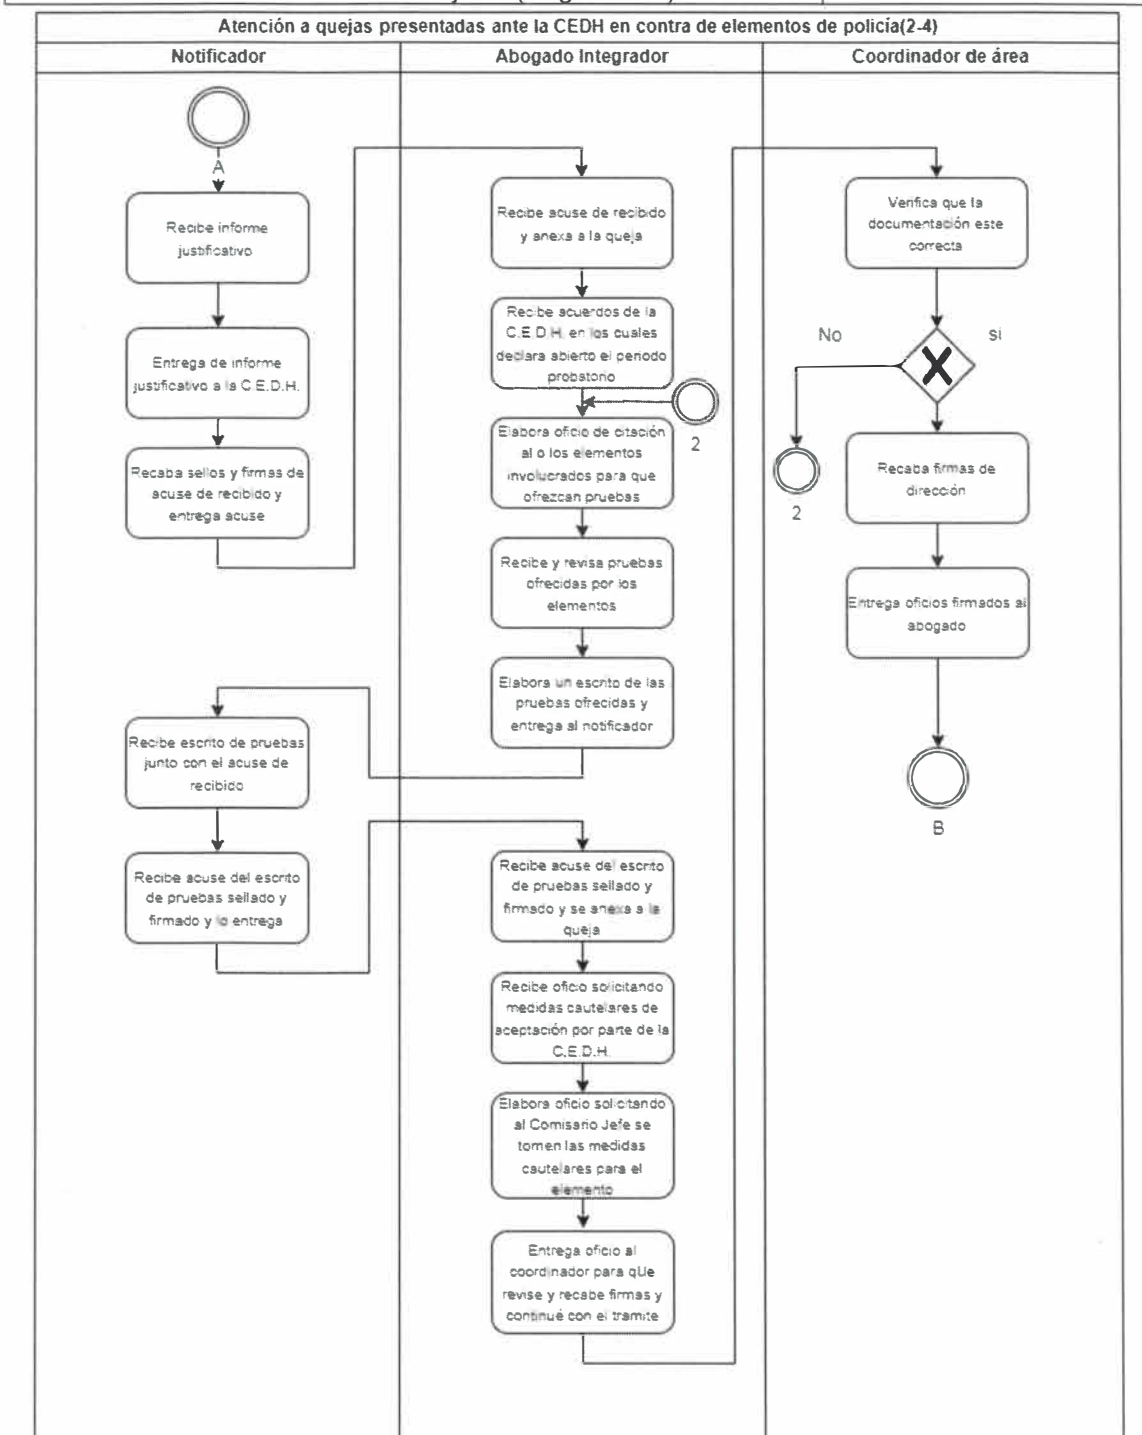 Atención a quejas presentadas ante la CEDH en contra de elementos de policía(2-4)
Notificador
Abogado Integrador
Coordinador de área
A
Recibe informe
justificativo
Entrega de informe
justificativo a la C.E.D.H.
Recaba sellos y firmas de
acuse de recibido y
entrega acuse
Recibe acuse de recibido
y anexa a la queja
Recibe acuerdos de la
C.E.D.H. en los cuales
declara abierto el periodo
probatorio
2
Elabora oficio de citación
al o los elementos
involucrados para que
ofrezcan pruebas
Recibe y revisa pruebas
ofrecidas por los
elementos
Elabora un escrito de las
pruebas ofrecidas y
entrega al notificador
Recibe escrito de pruebas
junto con el acuse de
recibido
Recibe acuse del escrito
de pruebas sellado y
firmado y lo entrega
Recibe acuse del escrito
de pruebas sellado y
firmado y se anexa a la
queja
Recibe oficio solicitando
medidas cautelares de
aceptación por parte de la
C.E.D.H.
Elabora oficio solicitando
al Comisario Jefe se
tomen las medidas
cautelares para el
elemento
Entrega oficio al
coordinador para qUe
revise y recabe firmas y
continué con el tramite
Verifica que la
documentación este
correcta
No
si
2
Recaba firmas de
dirección
Entrega oficios firmados al
abogado
B